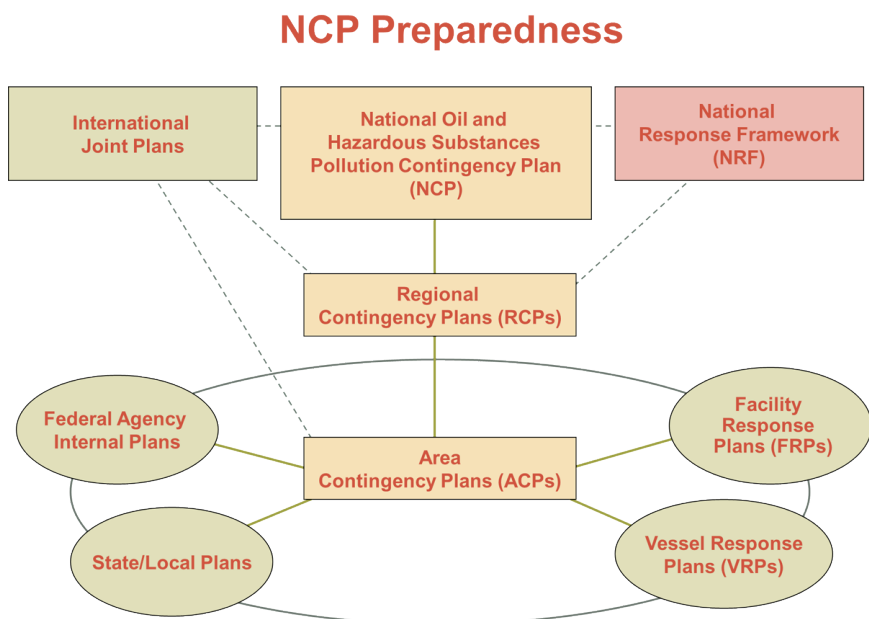 NCP Preparedness
International
Joint Plans
National Oil and
Hazardous Substances
Pollution Contingency Plan
(NCP)
National
Response Framework
(NRF)
Regional
Contingency Plans (RCPs)
Federal Agency
Internal Plans
Area
Contingency Plans (ACPs)
Facility
Response
Plans (FRPs)
State/Local Plans
Vessel Response
Plans (VRPs)